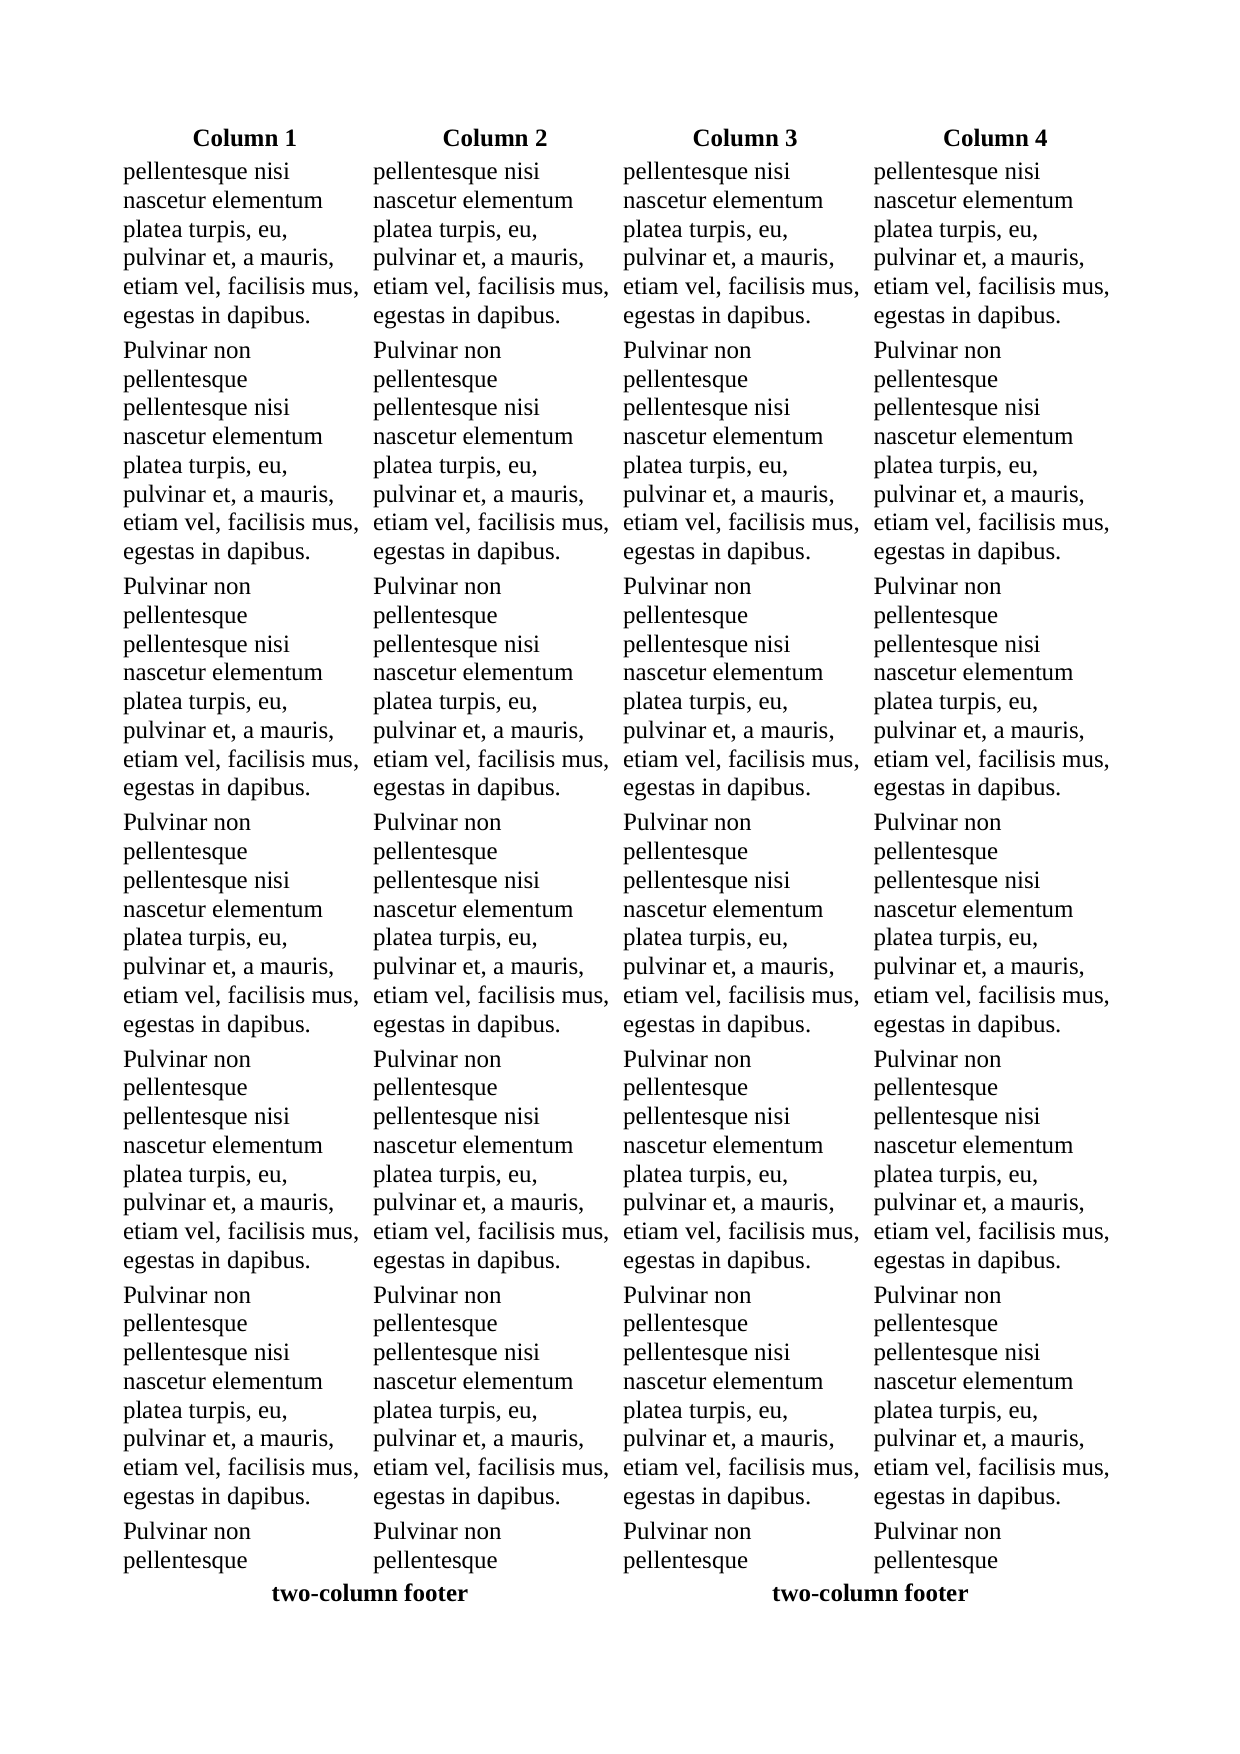 Column 1 Column 2 Column 3 Column 4
pellentesque nisi pellentesque nisi pellentesque nisi pellentesque nisi
nascetur elementum nascetur elementum nascetur elementum nascetur elementum
platea turpis, eu, platea turpis, eu, platea turpis, eu, platea turpis, eu,
pulvinar et, a mauris, pulvinar et, a mauris, pulvinar et, a mauris, pulvinar et, a mauris,
etiam vel, facilisis mus, etiam vel, facilisis mus, etiam vel, facilisis mus, etiam vel, facilisis mus,
egestas in dapibus. egestas in dapibus. egestas in dapibus. egestas in dapibus.
Pulvinar non Pulvinar non Pulvinar non Pulvinar non
pellentesque pellentesque pellentesque pellentesque
pellentesque nisi pellentesque nisi pellentesque nisi pellentesque nisi
nascetur elementum nascetur elementum nascetur elementum nascetur elementum
platea turpis, eu, platea turpis, eu, platea turpis, eu, platea turpis, eu,
pulvinar et, a mauris, pulvinar et, a mauris, pulvinar et, a mauris, pulvinar et, a mauris,
etiam vel, facilisis mus, etiam vel, facilisis mus, etiam vel, facilisis mus, etiam vel, facilisis mus,
egestas in dapibus. egestas in dapibus. egestas in dapibus. egestas in dapibus.
Pulvinar non Pulvinar non Pulvinar non Pulvinar non
pellentesque pellentesque pellentesque pellentesque
pellentesque nisi pellentesque nisi pellentesque nisi pellentesque nisi
nascetur elementum nascetur elementum nascetur elementum nascetur elementum
platea turpis, eu, platea turpis, eu, platea turpis, eu, platea turpis, eu,
pulvinar et, a mauris, pulvinar et, a mauris, pulvinar et, a mauris, pulvinar et, a mauris,
etiam vel, facilisis mus, etiam vel, facilisis mus, etiam vel, facilisis mus, etiam vel, facilisis mus,
egestas in dapibus. egestas in dapibus. egestas in dapibus. egestas in dapibus.
Pulvinar non Pulvinar non Pulvinar non Pulvinar non
pellentesque pellentesque pellentesque pellentesque
pellentesque nisi pellentesque nisi pellentesque nisi pellentesque nisi
nascetur elementum nascetur elementum nascetur elementum nascetur elementum
platea turpis, eu, platea turpis, eu, platea turpis, eu, platea turpis, eu,
pulvinar et, a mauris, pulvinar et, a mauris, pulvinar et, a mauris, pulvinar et, a mauris,
etiam vel, facilisis mus, etiam vel, facilisis mus, etiam vel, facilisis mus, etiam vel, facilisis mus,
egestas in dapibus. egestas in dapibus. egestas in dapibus. egestas in dapibus.
Pulvinar non Pulvinar non Pulvinar non Pulvinar non
pellentesque pellentesque pellentesque pellentesque
pellentesque nisi pellentesque nisi pellentesque nisi pellentesque nisi
nascetur elementum nascetur elementum nascetur elementum nascetur elementum
platea turpis, eu, platea turpis, eu, platea turpis, eu, platea turpis, eu,
pulvinar et, a mauris, pulvinar et, a mauris, pulvinar et, a mauris, pulvinar et, a mauris,
etiam vel, facilisis mus, etiam vel, facilisis mus, etiam vel, facilisis mus, etiam vel, facilisis mus,
egestas in dapibus. egestas in dapibus. egestas in dapibus. egestas in dapibus.
Pulvinar non Pulvinar non Pulvinar non Pulvinar non
pellentesque pellentesque pellentesque pellentesque
pellentesque nisi pellentesque nisi pellentesque nisi pellentesque nisi
nascetur elementum nascetur elementum nascetur elementum nascetur elementum
platea turpis, eu, platea turpis, eu, platea turpis, eu, platea turpis, eu,
pulvinar et, a mauris, pulvinar et, a mauris, pulvinar et, a mauris, pulvinar et, a mauris,
etiam vel, facilisis mus, etiam vel, facilisis mus, etiam vel, facilisis mus, etiam vel, facilisis mus,
egestas in dapibus. egestas in dapibus. egestas in dapibus. egestas in dapibus.
Pulvinar non Pulvinar non Pulvinar non Pulvinar non
pellentesque pellentesque pellentesque pellentesque
two-column footer two-column footer